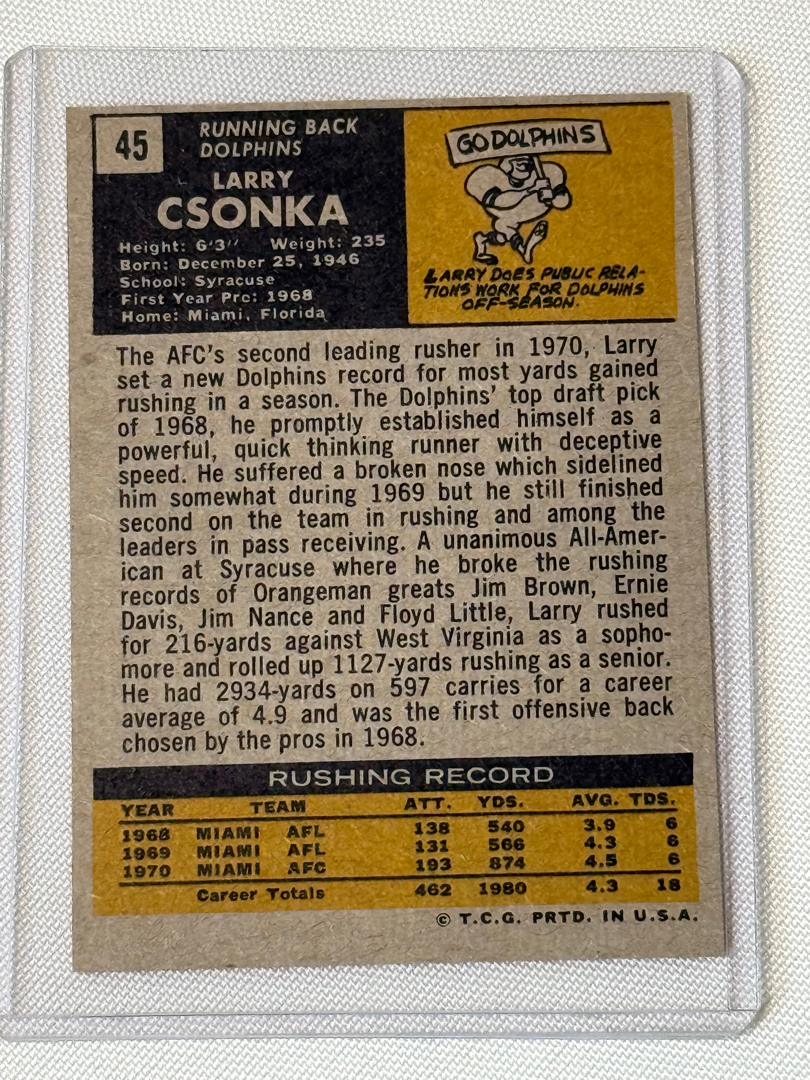 45
RUNNING BACK
DOLPHINS
LARRY
CSONKA
Height: 6'3'' Weight: 235
Born: December 25, 1946
School: Syracuse
First Year Pro: 1968
Home: Miami, Florida
GO DOLPHINS
LARRY DOES PUBLIC RELA-
TIONS WORK FOR DOLPHINS
OFF-SEASON.
The AFC's second leading rusher in 1970, Larry
set a new Dolphins record for most yards gained
rushing in a season. The Dolphins' top draft pick
of 1968, he promptly established himself as a
powerful, quick thinking runner with deceptive
speed. He suffered a broken nose which sidelined
him somewhat during 1969 but he still finished
second on the team in rushing and among the
leaders in pass receiving. A unanimous All-Amer-
ican at Syracuse where he broke the rushing
records of Orangeman greats Jim Brown, Ernie
Davis, Jim Nance and Floyd Little, Larry rushed
for 216-yards against West Virginia as a sopho-
more and rolled up 1127-yards rushing as a senior.
He had 2934-yards on 597 carries for a career
average of 4.9 and was the first offensive back
chosen by the pros in 1968.
RUSHING RECORD
YEAR TEAM ATT. YDS. AVG. TDS.
1968 MIAMI AFL 138 540 3.9 6
1969 MIAMI AFL 131 566 4.3 6
1970 MIAMI AFC 193 874 4.5 6
Career Totals 462 1980 4.3 18
© T.C.G. PRTD. IN U.S.A.